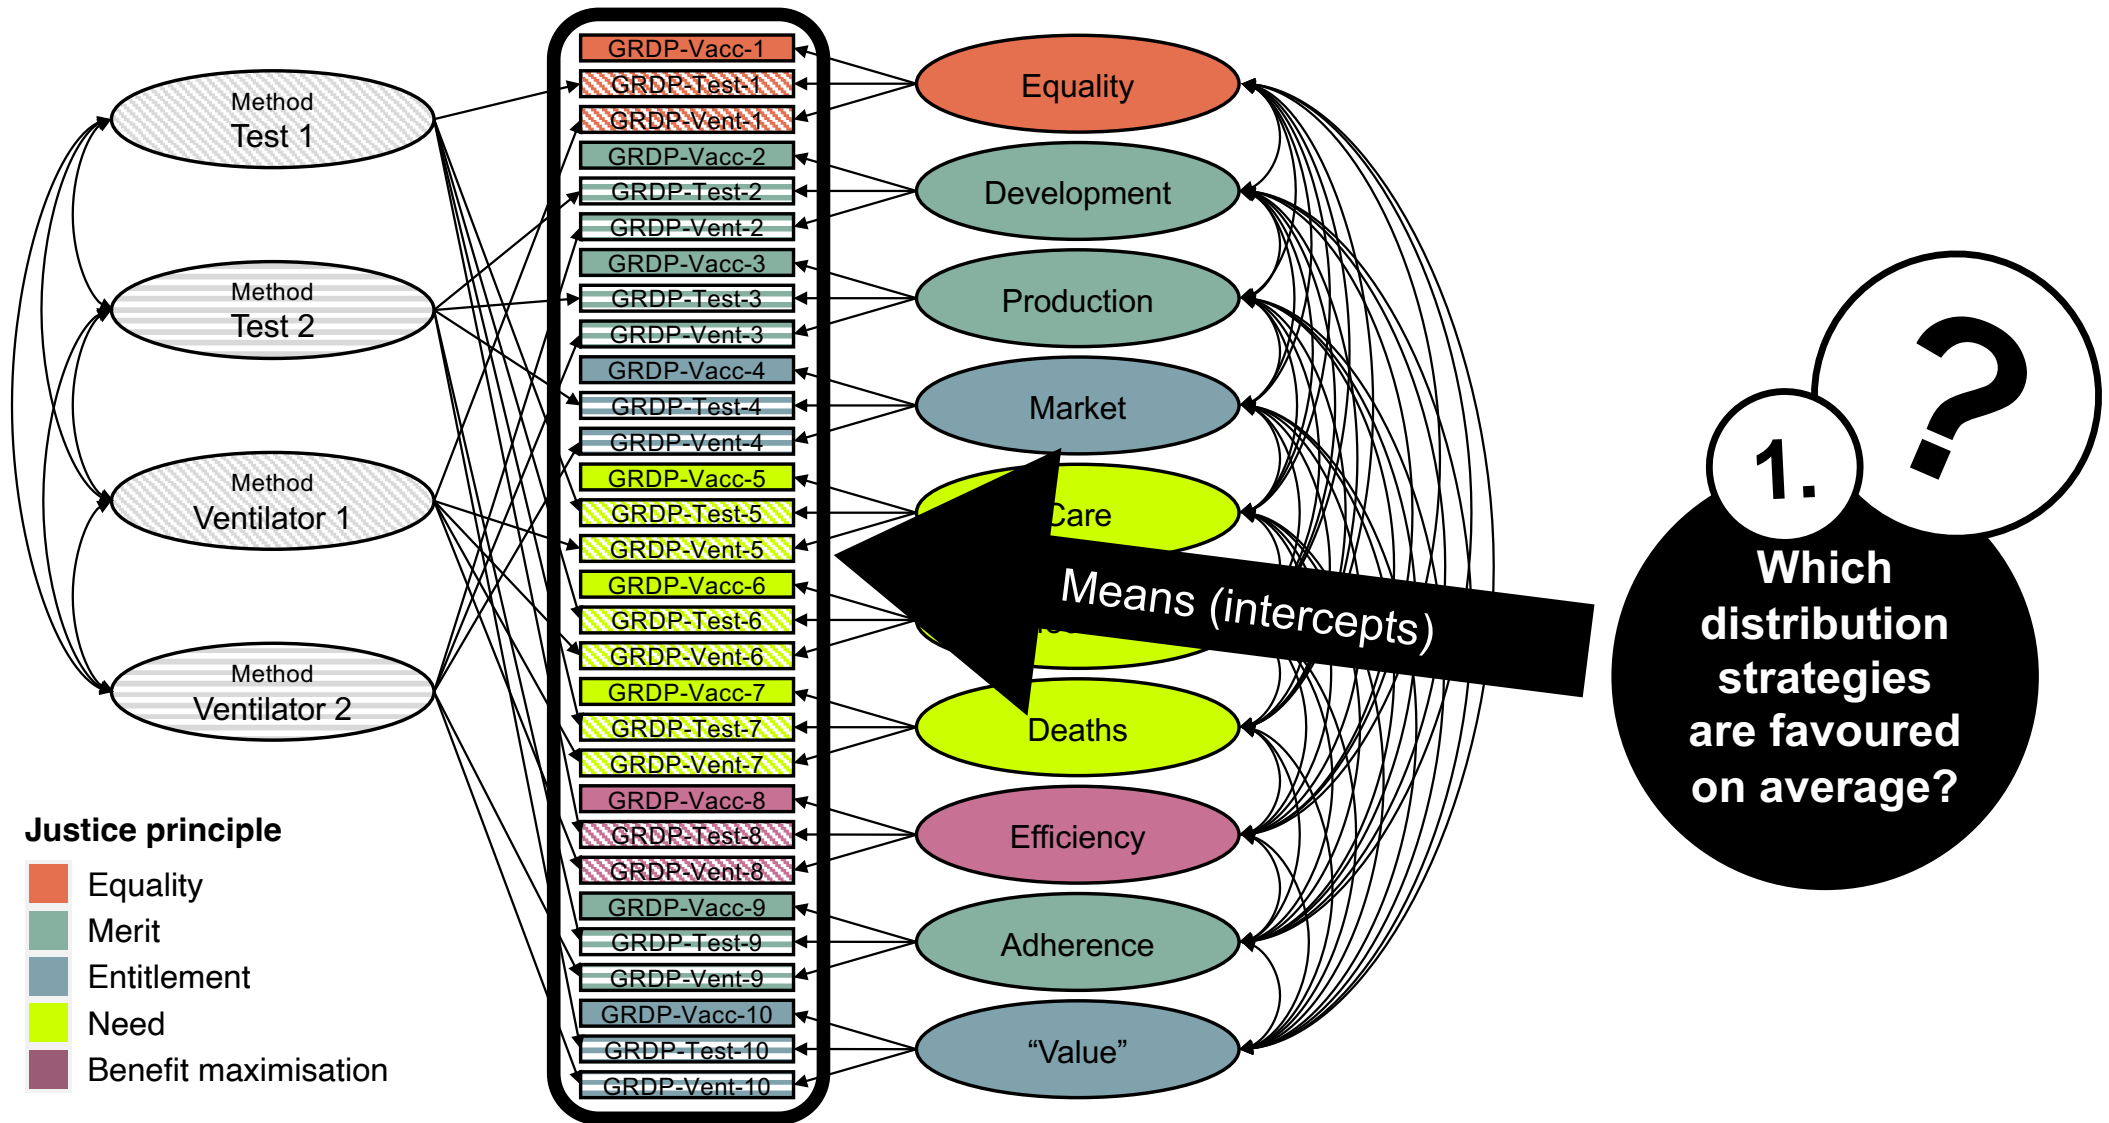 Method
Test 1
Method
Test 2
Method
Ventilator 1
Method
Ventilator 2
Justice principle
Equality
Merit
Entitlement
Need
Benefit maximisation
GRDP-Vacc-1
GRDP-Test-1
GRDP-Vent-1
GRDP-Vacc-2
GRDP-Test-2
GRDP-Vent-2
GRDP-Vacc-3
GRDP-Test-3
GRDP-Vent-3
GRDP-Vacc-4
GRDP-Test-4
GRDP-Vent-4
GRDP-Vacc-5
GRDP-Test-5
GRDP-Vent-5
GRDP-Vacc-6
GRDP-Test-6
GRDP-Vent-6
GRDP-Vacc-7
GRDP-Test-7
GRDP-Vent-7
GRDP-Vacc-8
GRDP-Test-8
GRDP-Vent-8
GRDP-Vacc-9
GRDP-Test-9
GRDP-Vent-9
GRDP-Vacc-10
GRDP-Test-10
GRDP-Vent-10
Equality
Development
Production
Market
Care
Deaths
Efficiency
Adherence
“Value”
Means (intercepts)
?
1.
Which
distribution
strategies
are favoured
on average?